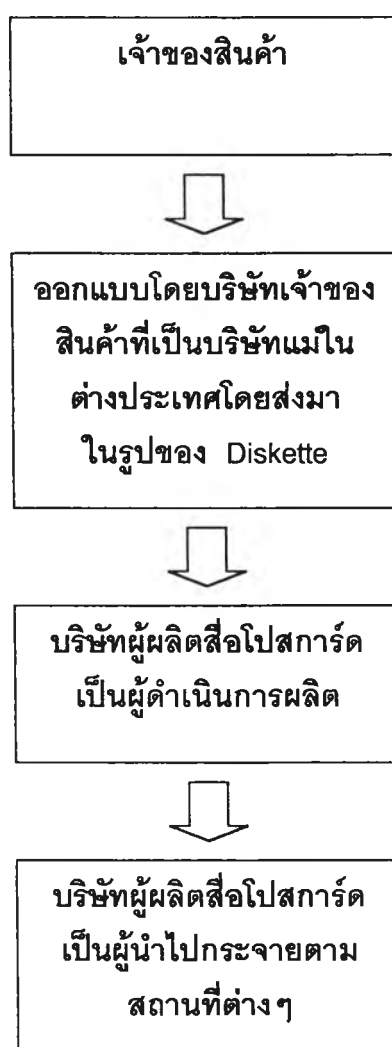 เจ้าของสินค้า
ออกแบบโดยบริษัทเจ้าของ
สินค้าที่เป็นบริษัทแม่ใน
ต่างประเทศโดยส่งมา
ในรูปของ Diskette
บริษัทผู้ผลิตสื่อโปสการ์ด
เป็นผู้ดำเนินการผลิต
บริษัทผู้ผลิตสื่อโปสการ์ด
เป็นผู้นำไปกระจายตาม
สถานที่ต่างๆ